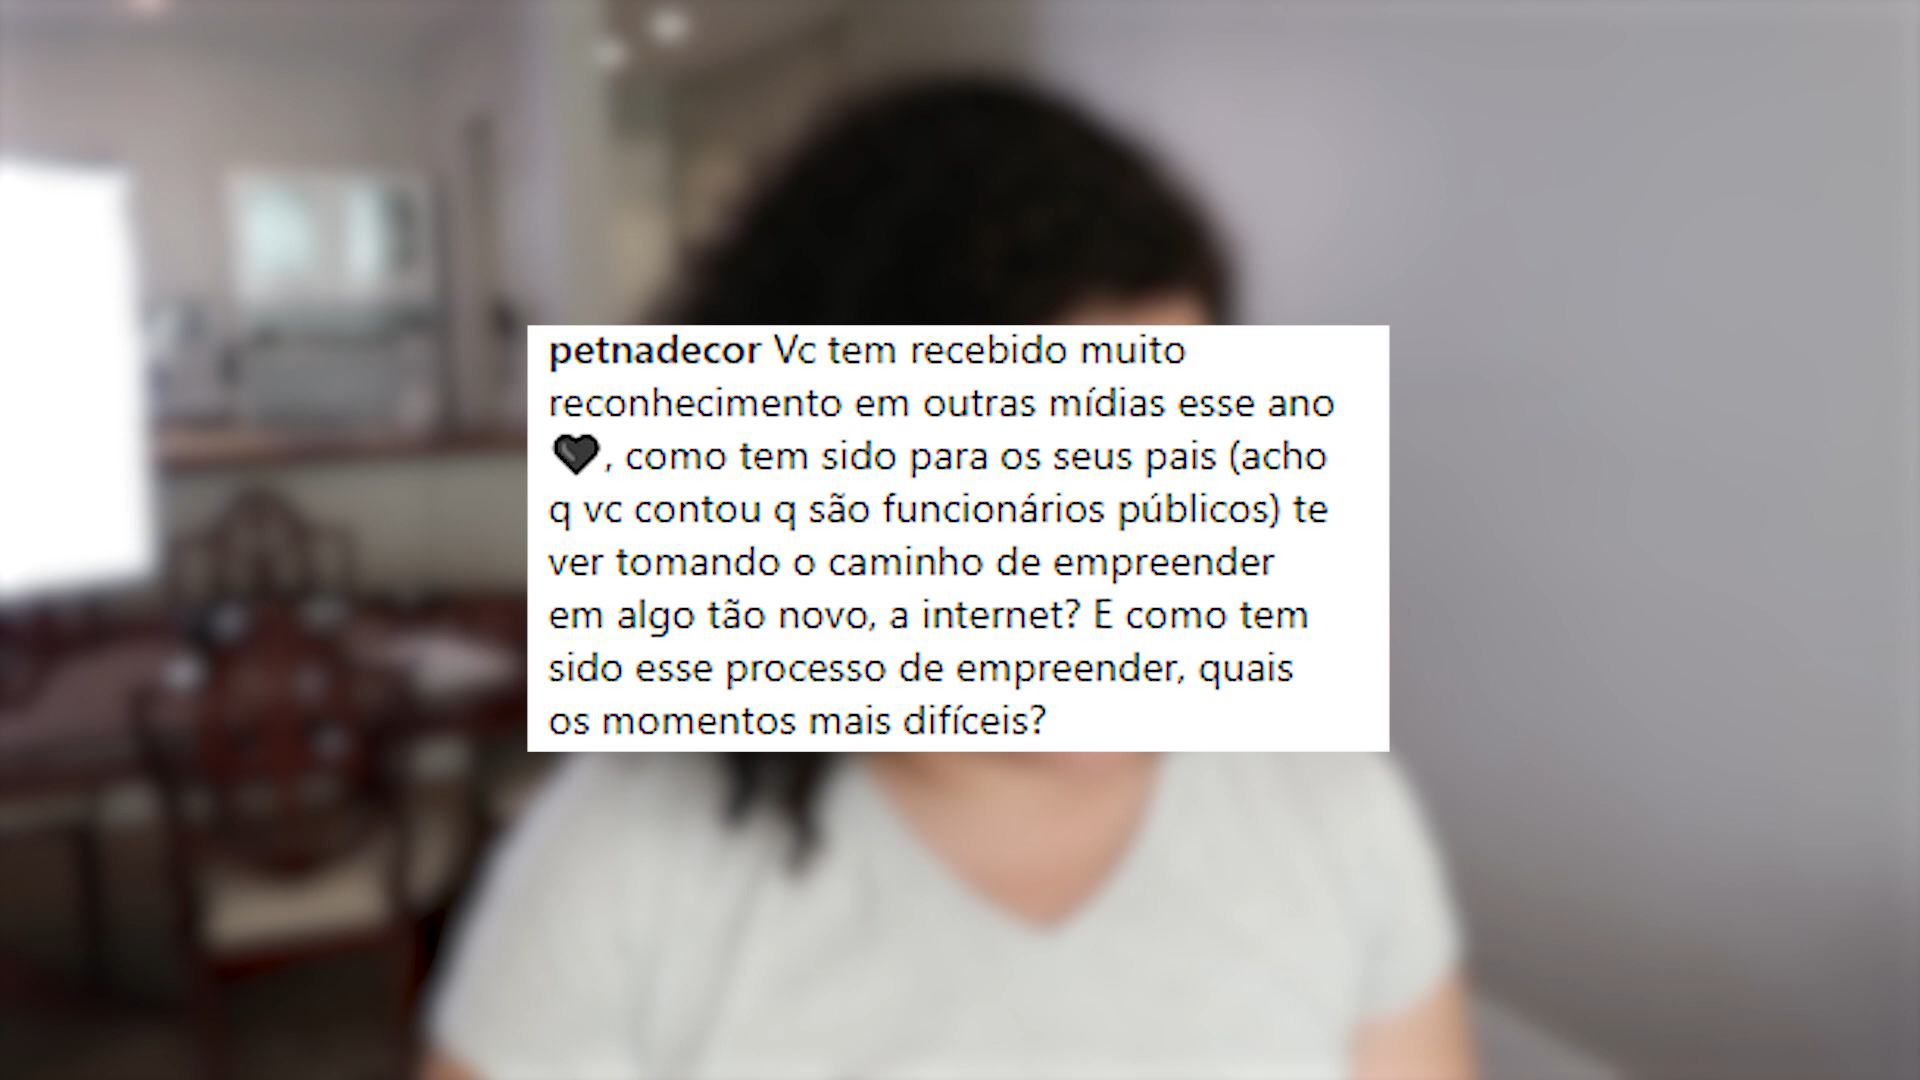 petnadecor Vc tem recebido muito
reconhecimento em outras mídias esse ano
🖤, como tem sido para os seus pais (acho
q vc contou q são funcionários públicos) te
ver tomando o caminho de empreender
em algo tão novo, a internet? E como tem
sido esse processo de empreender, quais
os momentos mais difíceis?